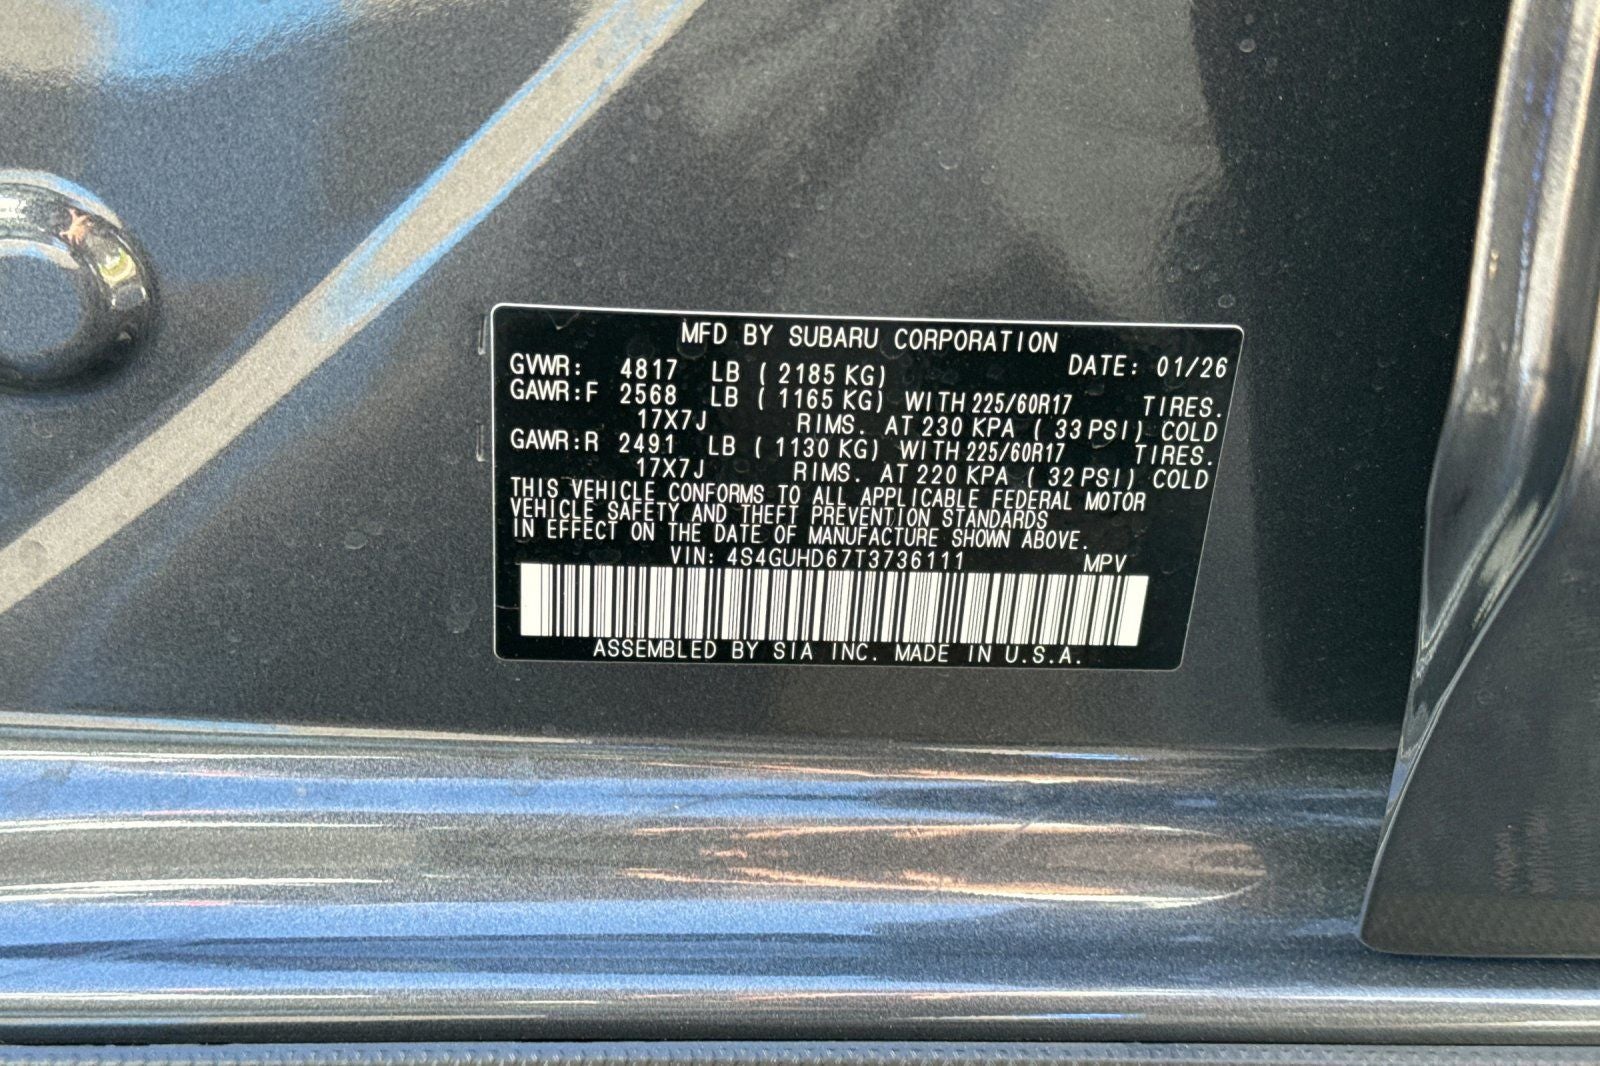 MFD BY SUBARU CORPORATION
GVWR: 4817 LB ( 2185 KG) DATE: 01/26
GAWR:F 2568 LB ( 1165 KG) WITH 225/60R17 TIRES.
17X7J RIMS. AT 230 KPA ( 33 PSI) COLD
GAWR:R 2491 LB ( 1130 KG) WITH 225/60R17 TIRES.
17X7J RIMS. AT 220 KPA ( 32 PSI) COLD
THIS VEHICLE CONFORMS TO ALL APPLICABLE FEDERAL MOTOR
VEHICLE SAFETY AND THEFT PREVENTION STANDARDS
IN EFFECT ON THE DATE OF MANUFACTURE SHOWN ABOVE.
VIN: 4S4GUHD67T3736111 MPV
ASSEMBLED BY SIA INC. MADE IN U.S.A.